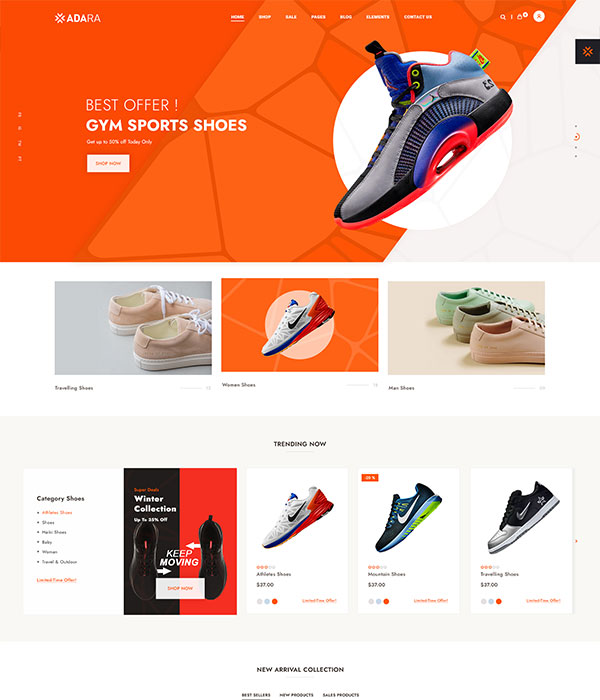 ADARA
HOME SHOP SALE PAGES BLOG ELEMENTS CONTACT US
BEST OFFER !
GYM SPORTS SHOES
Get up to 50% off Today Only
SHOP NOW
Travelling Shoes
Women Shoes
Man Shoes
TRENDING NOW
Category Shoes
Athletes Shoes
Shoes
Haiki Shoes
Baby
Women
Travel & Outdoor
Limited-Time Offer!
Super Deals
Winter
Collection
Up To 35% Off
KEEP
MOVING
SHOP NOW
Athletes Shoes
$37.00
Limited-Time Offer!
-20 %
Mountain Shoes
$37.00
Limited-Time Offer!
Travelling Shoes
$37.00
Limited-Time Offer!
NEW ARRIVAL COLLECTION
BEST SELLERS NEW PRODUCTS SALES PRODUCTS